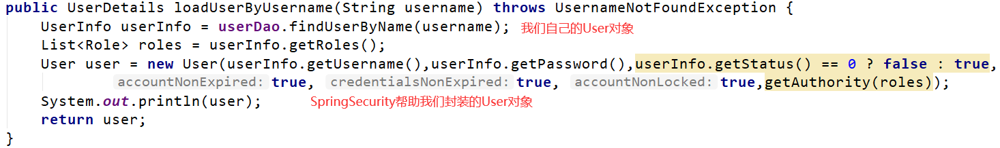 public UserDetails loadUserByUsername(String username) throws UsernameNotFoundException {
UserInfo userInfo = userDao.findUserByName(username); 我们自己的User对象
List<Role> roles = userInfo.getRoles();
User user = new User(userInfo.getUsername(),userInfo.getPassword(),userInfo.getStatus() == 0 ? false : true,
accountNonExpired: true, credentialsNonExpired: true, accountNonLocked: true,getAuthority(roles));
System.out.println(user); SpringSecurity帮助我们封装的User对象
return user;
}